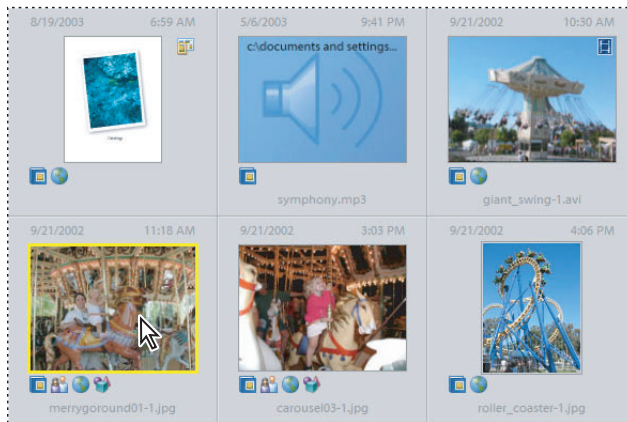 8/19/2003 6:59 AM
5/6/2003 9:41 PM
9/21/2002 10:30 AM
c:\documents and settings...
symphony.mp3
giant_swing-1.avi
9/21/2002 11:18 AM
9/21/2002 3:03 PM
9/21/2002 4:06 PM
merrygoround01-1.jpg
carousel03-1.jpg
roller_coaster-1.jpg